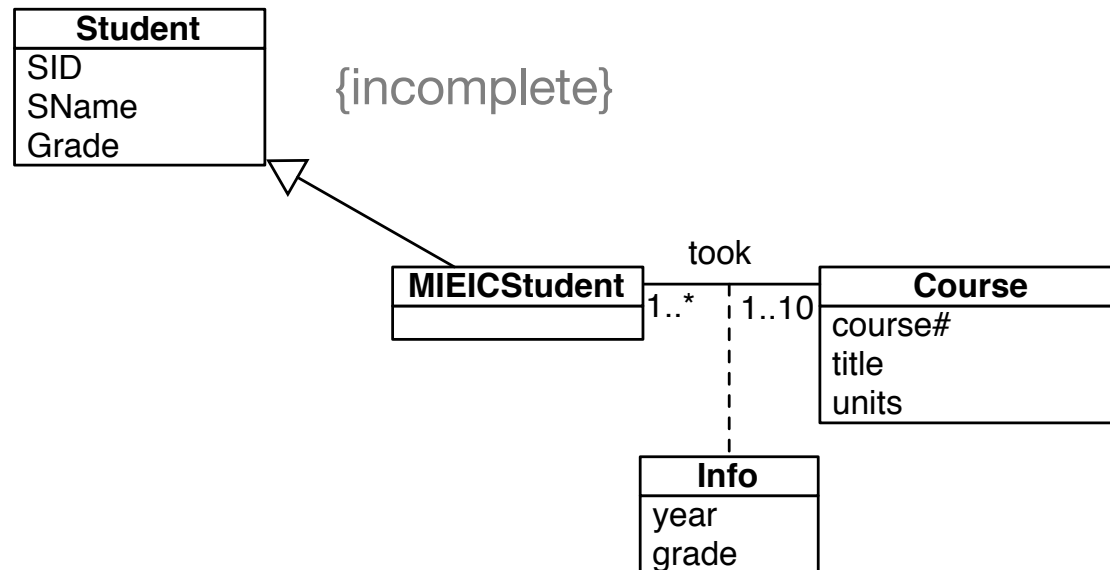 Student
SID
SName
Grade
{incomplete}
took
MIEICStudent
1..*
1..10
Course
course#
title
units
Info
year
grade